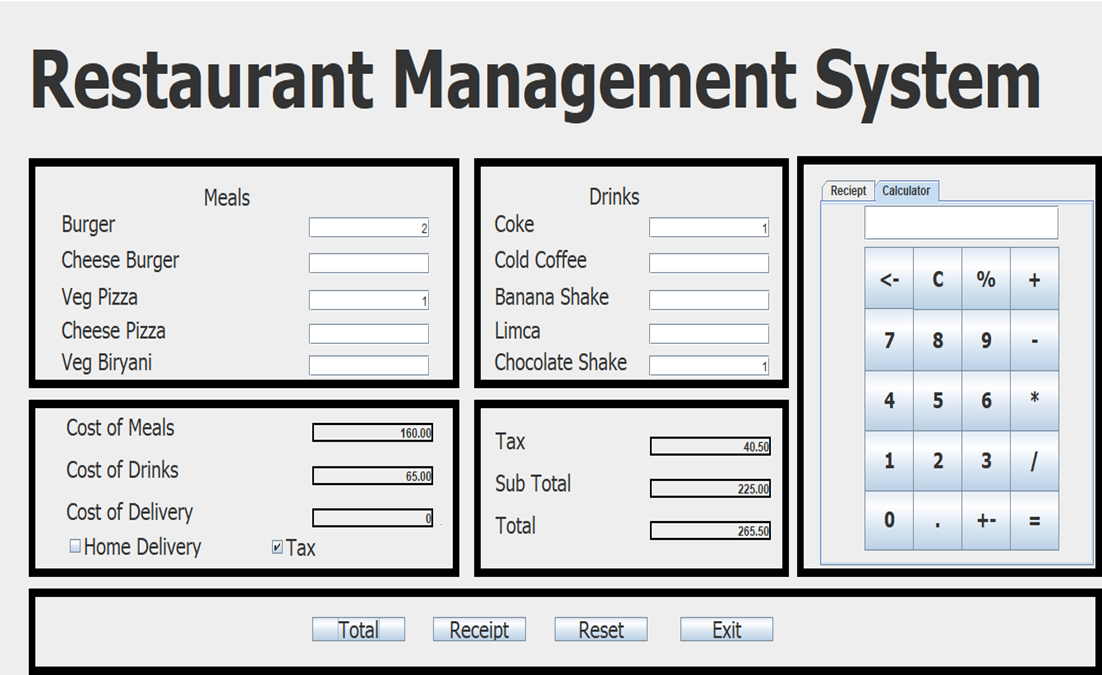 Restaurant Management System
Meals
Burger 2
Cheese Burger
Veg Pizza 1
Cheese Pizza
Veg Biryani
Drinks
Coke 1
Cold Coffee
Banana Shake
Limca
Chocolate Shake 1
Reciept Calculator
<- C % +
7 8 9 -
4 5 6 *
1 2 3 /
0 . +- =
Cost of Meals 160.00
Cost of Drinks 65.00
Cost of Delivery 0
Home Delivery Tax
Tax 40.50
Sub Total 225.00
Total 265.50
Total Receipt Reset Exit